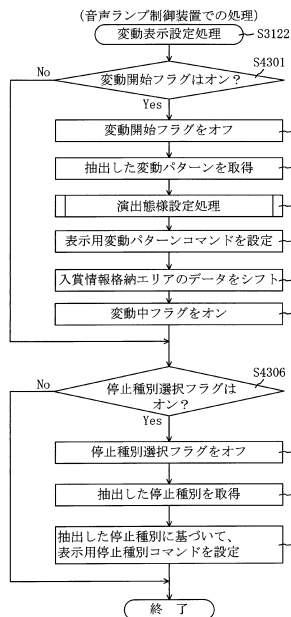 (音声ランプ制御装置での処理)
変動表示設定処理
S3122
S4301
No
変動開始フラグはオン?
Yes
変動開始フラグをオフ
抽出した変動パターンを取得
演出態様設定処理
表示用変動パターンコマンドを設定
入賞情報格納エリアのデータをシフト
変動中フラグをオン
S4306
No
停止種別選択フラグは
オン?
Yes
停止種別選択フラグをオフ
抽出した停止種別を取得
抽出した停止種別に基づいて、
表示用停止種別コマンドを設定
終 了